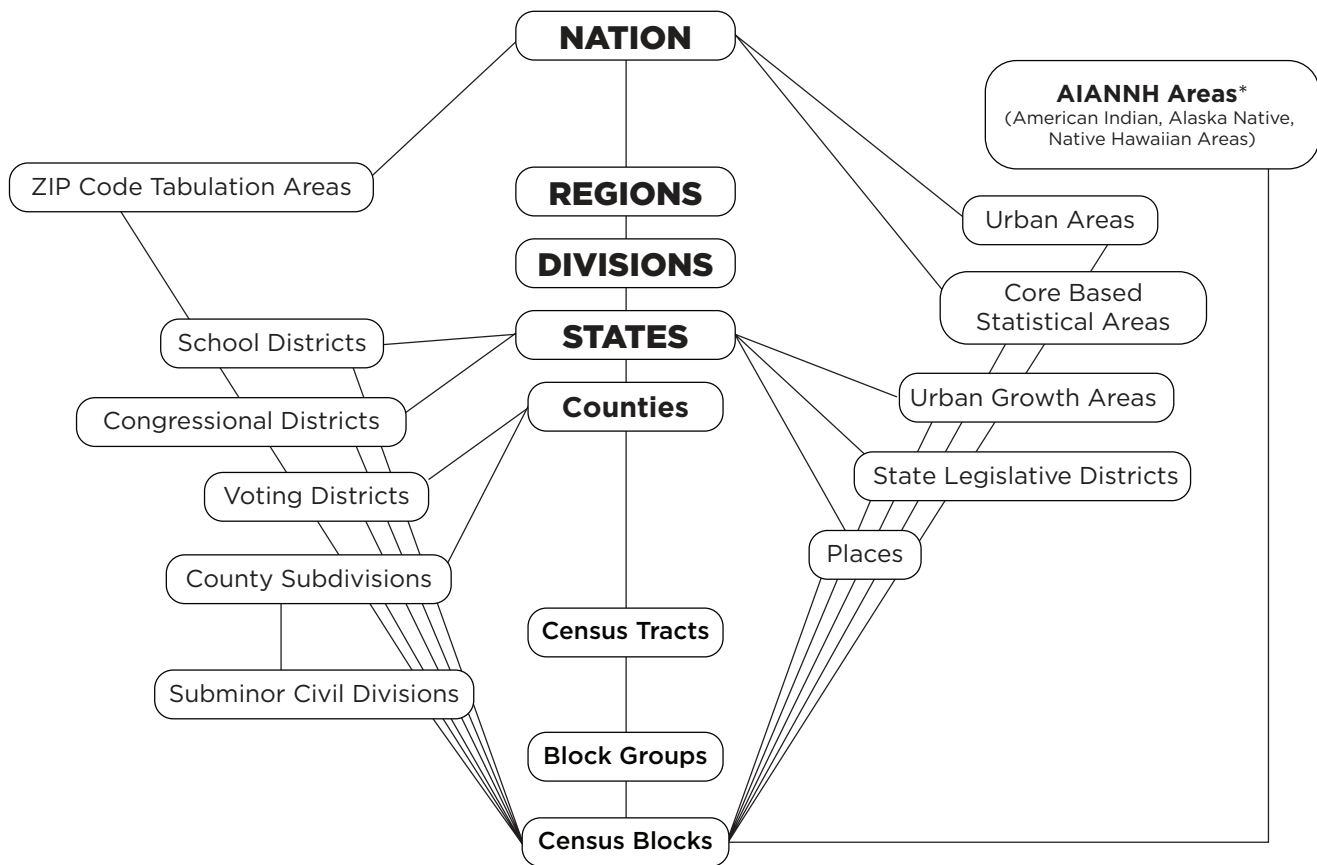 NATION
AIANNH Areas*
(American Indian, Alaska Native,
Native Hawaiian Areas)
ZIP Code Tabulation Areas
REGIONS
Urban Areas
DIVISIONS
Core Based
Statistical Areas
School Districts
STATES
Congressional Districts
Counties
Urban Growth Areas
Voting Districts
State Legislative Districts
County Subdivisions
Places
Census Tracts
Subminor Civil Divisions
Block Groups
Census Blocks